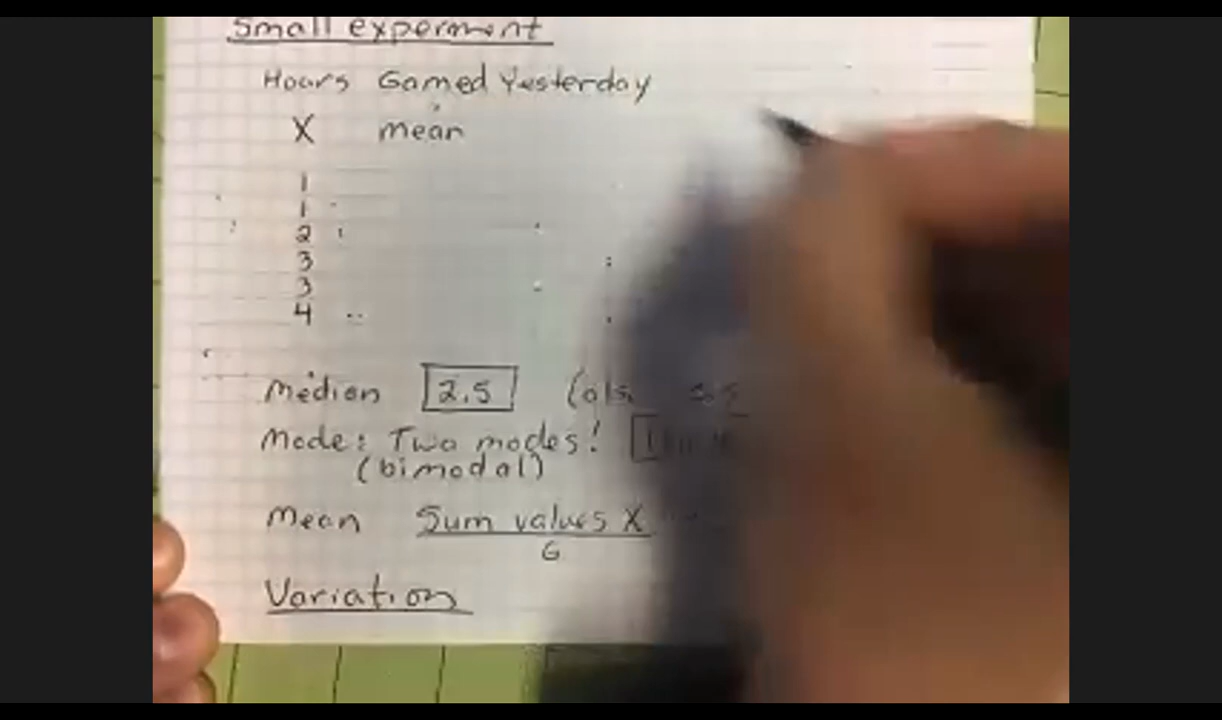 Small experment
Hours Gamed Yesterday
X mean
1
1
2
3
3
4
Median 2.5
Mode: Two modes!
(bimodal)
Mean Sum values X
6
Variation